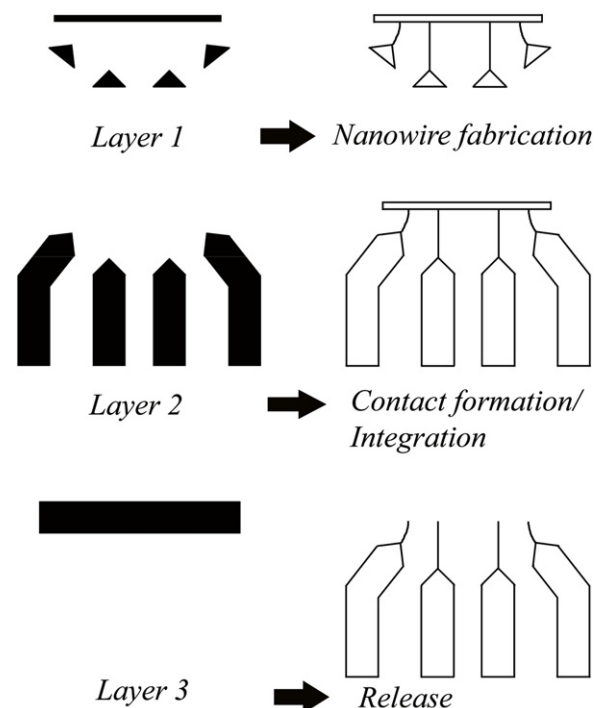 Layer 1
Nanowire fabrication
Layer 2
Contact formation/
Integration
Layer 3
Release